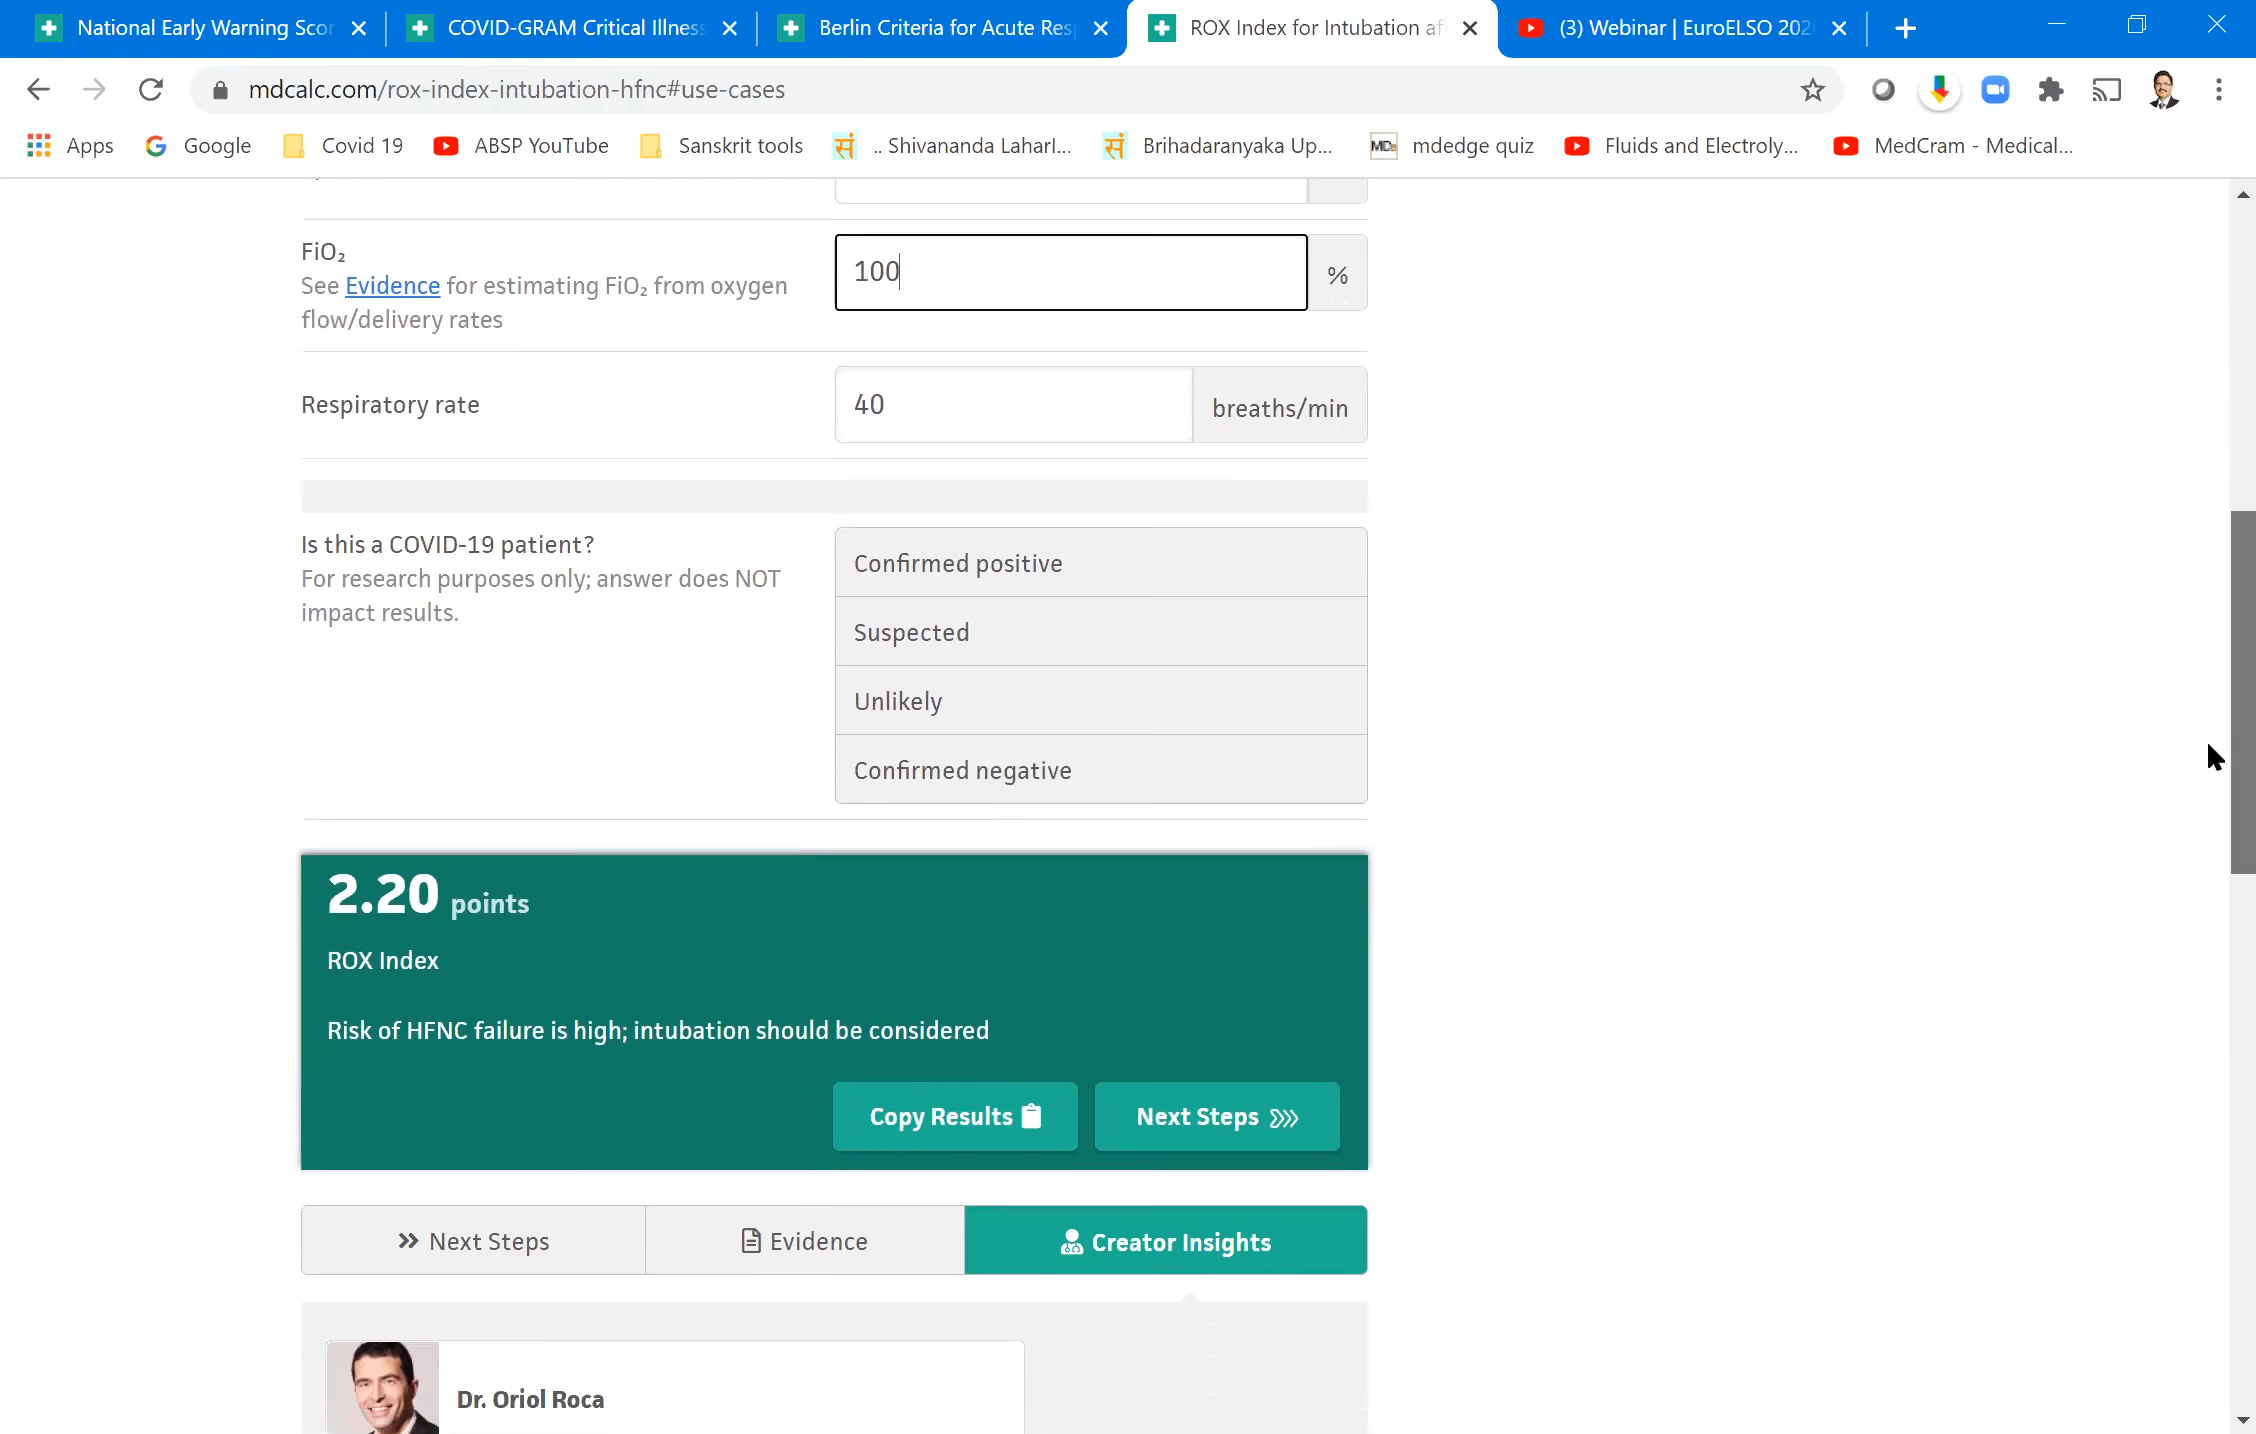 National Early Warning Scor
COVID-GRAM Critical Illness
Berlin Criteria for Acute Res
ROX Index for Intubation af
(3) Webinar | EuroELSO 202
mdcalc.com/rox-index-intubation-hfnc#use-cases
Apps
Google
Covid 19
ABSP YouTube
Sanskrit tools
सं
.. Shivananda LaharI...
सं
Brihadaranyaka Up...
MDe
mdedge quiz
Fluids and Electroly...
MedCram - Medical...
FiO₂
See Evidence for estimating FiO₂ from oxygen
flow/delivery rates
100
%
Respiratory rate
40
breaths/min
Is this a COVID-19 patient?
For research purposes only; answer does NOT
impact results.
Confirmed positive
Suspected
Unlikely
Confirmed negative
2.20 points
ROX Index
Risk of HFNC failure is high; intubation should be considered
Copy Results
Next Steps
Next Steps
Evidence
Creator Insights
Dr. Oriol Roca